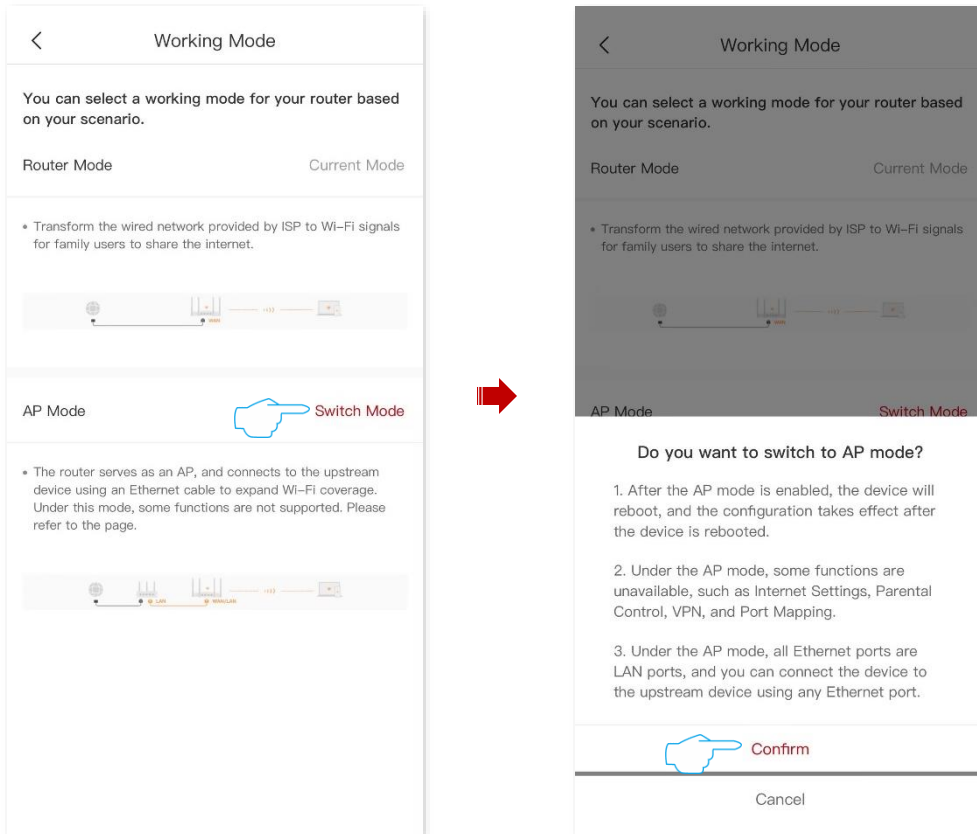 Working Mode
You can select a working mode for your router based
on your scenario.
Router Mode
Current Mode
• Transform the wired network provided by ISP to Wi-Fi signals
for family users to share the internet.
WAN
AP Mode
Switch Mode
• The router serves as an AP, and connects to the upstream
device using an Ethernet cable to expand Wi-Fi coverage.
Under this mode, some functions are not supported. Please
refer to the page.
LAN
WAN/LAN
Working Mode
You can select a working mode for your router based
on your scenario.
Router Mode
Current Mode
• Transform the wired network provided by ISP to Wi-Fi signals
for family users to share the internet.
WAN
AP Mode
Switch Mode
Do you want to switch to AP mode?
1. After the AP mode is enabled, the device will
reboot, and the configuration takes effect after
the device is rebooted.
2. Under the AP mode, some functions are
unavailable, such as Internet Settings, Parental
Control, VPN, and Port Mapping.
3. Under the AP mode, all Ethernet ports are
LAN ports, and you can connect the device to
the upstream device using any Ethernet port.
Confirm
Cancel